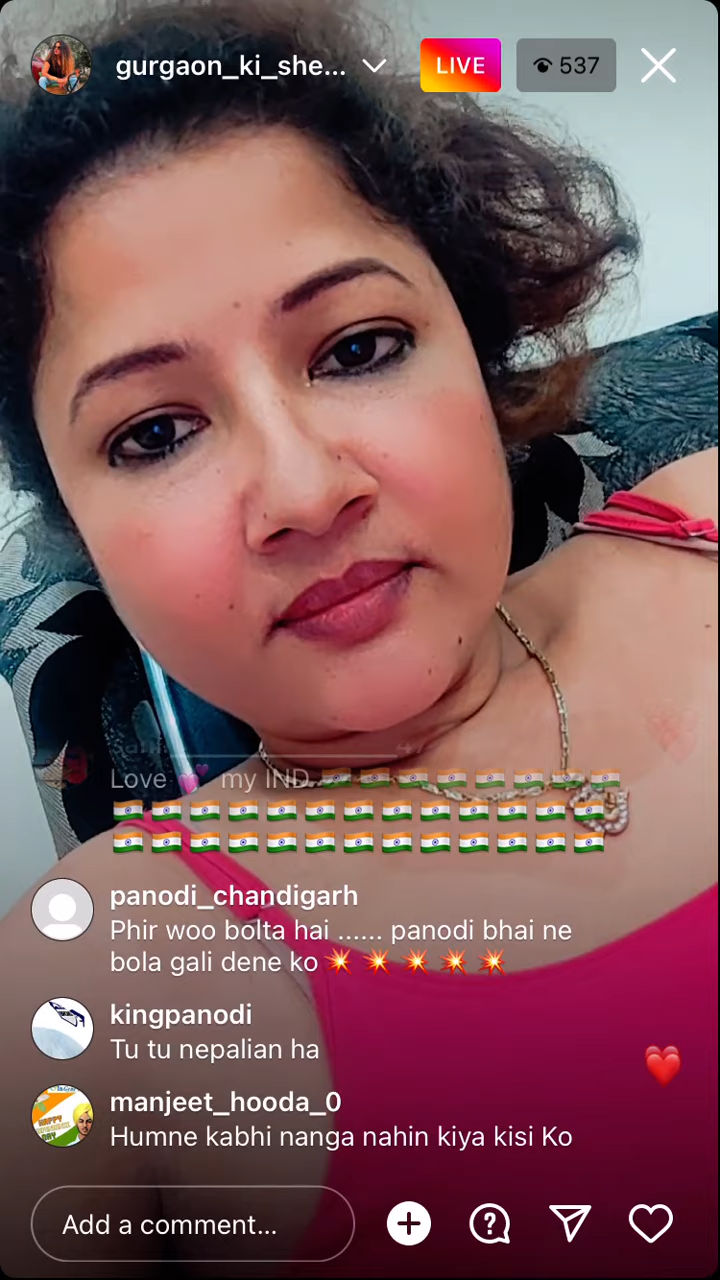 gurgaon_ki_she...
LIVE
537
Love 💕 my IND 🇮🇳🇮🇳🇮🇳🇮🇳🇮🇳🇮🇳🇮🇳🇮🇳
🇮🇳🇮🇳🇮🇳🇮🇳🇮🇳🇮🇳🇮🇳🇮🇳🇮🇳🇮🇳🇮🇳🇮🇳🇮🇳
🇮🇳🇮🇳🇮🇳🇮🇳🇮🇳🇮🇳🇮🇳🇮🇳🇮🇳🇮🇳🇮🇳🇮🇳🇮🇳
panodi_chandigarh
Phir woo bolta hai ...... panodi bhai ne
bola gali dene ko 💥 💥 💥 💥 💥
kingpanodi
Tu tu nepalian ha
manjeet_hooda_0
Humne kabhi nanga nahin kiya kisi Ko
Add a comment...